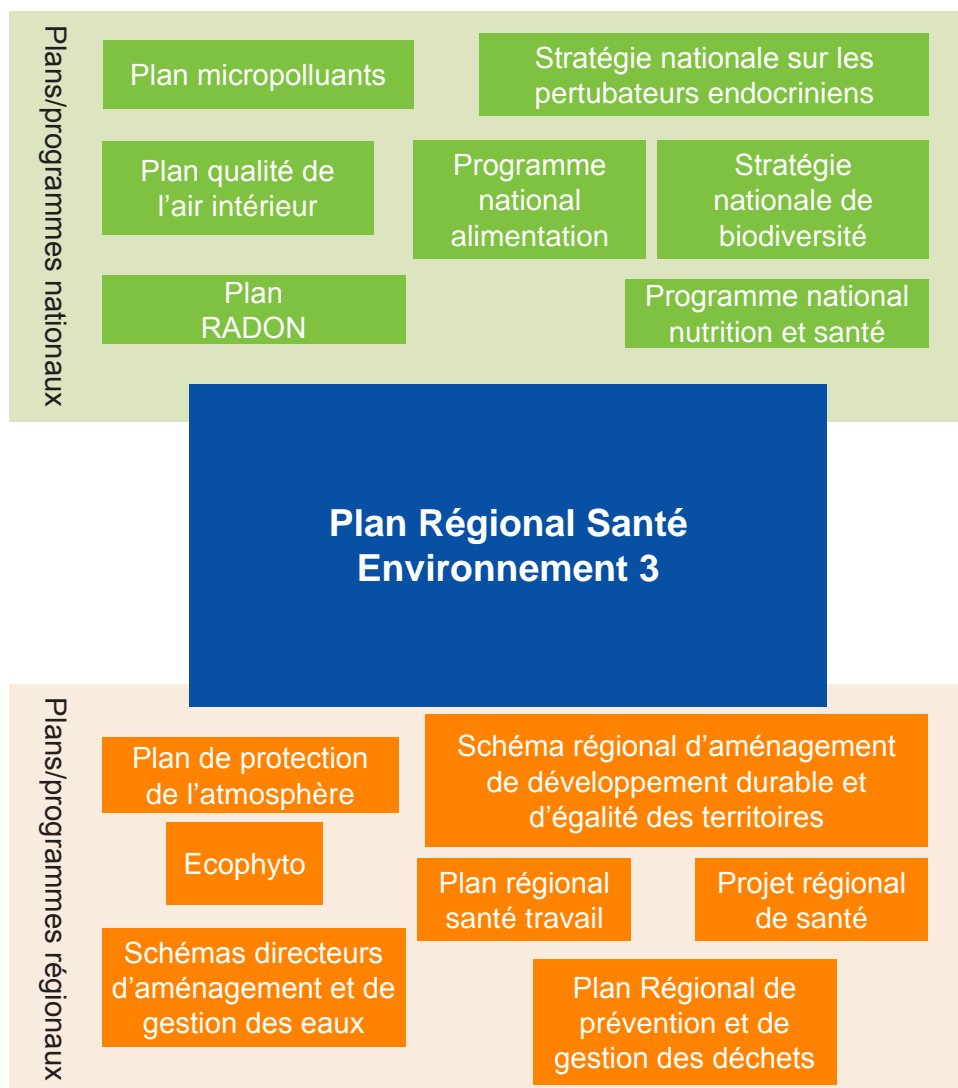 Plans/programmes nationaux
Plan micropolluants
Stratégie nationale sur les
pertubateurs endocriniens
Plan qualité de
l’air intérieur
Programme
national
alimentation
Stratégie
nationale de
biodiversité
Plan
RADON
Programme national
nutrition et santé
Plan Régional Santé
Environnement 3
Plans/programmes régionaux
Plan de protection
de l’atmosphère
Schéma régional d’aménagement
de développement durable et
d’égalité des territoires
Ecophyto
Plan régional
santé travail
Projet régional
de santé
Schémas directeurs
d’aménagement et de
gestion des eaux
Plan Régional de
prévention et de
gestion des déchets